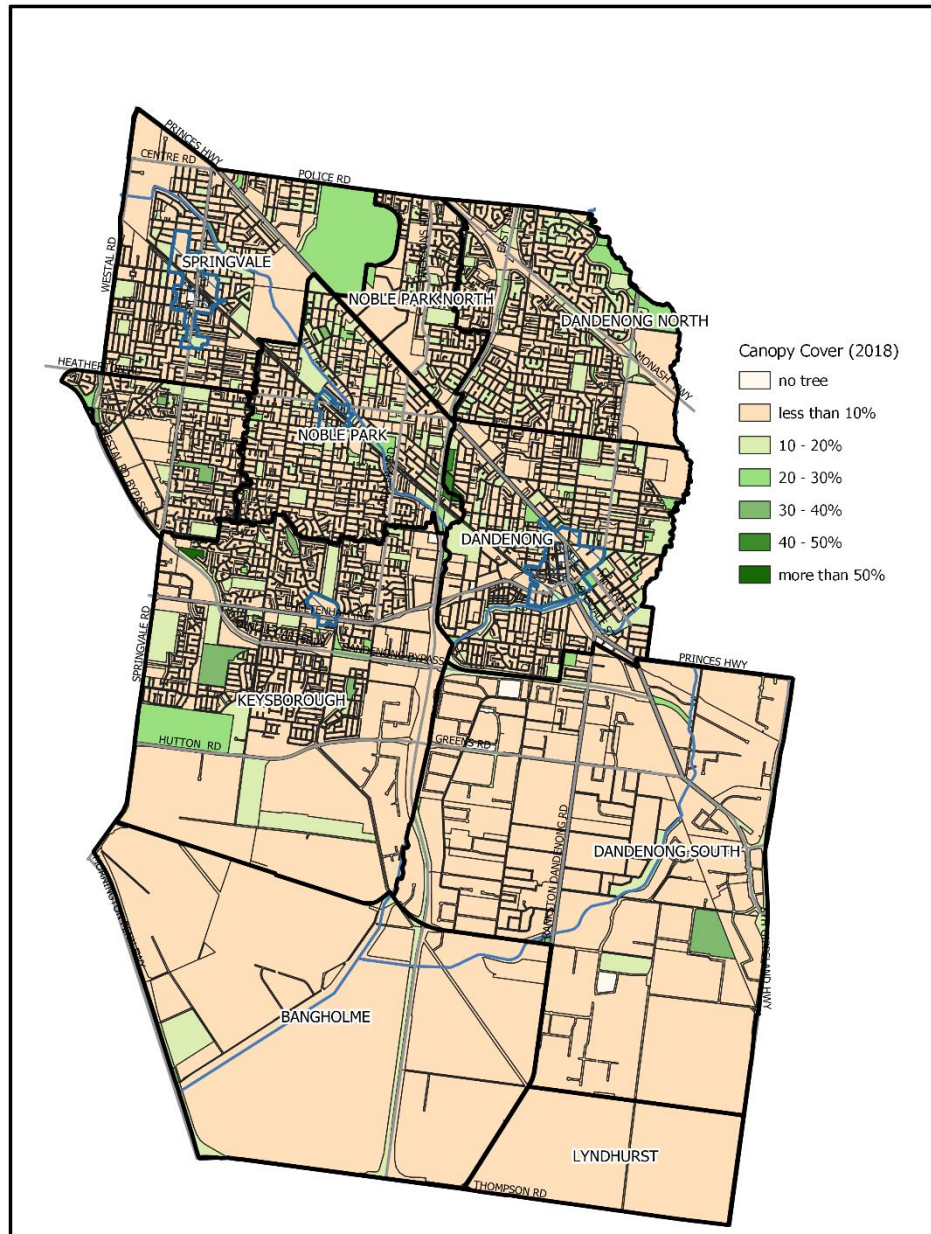 PRINCES HWY
CENTRE RD
POLICE RD
WESTAL RD
SPRINGVALE
NOBLE PARK NORTH
DANDENONG NORTH
MONASH HWY
NOBLE PARK
DANDENONG
SPRINGVALE RD
DANDENONG BYPASS
PRINCES HWY
KEYSBOROUGH
HUTTON RD
GREENS RD
DANDENONG SOUTH
BANGHOLME
LYNDHURST
THOMPSON RD
Canopy Cover (2018)
no tree
less than 10%
10 - 20%
20 - 30%
30 - 40%
40 - 50%
more than 50%